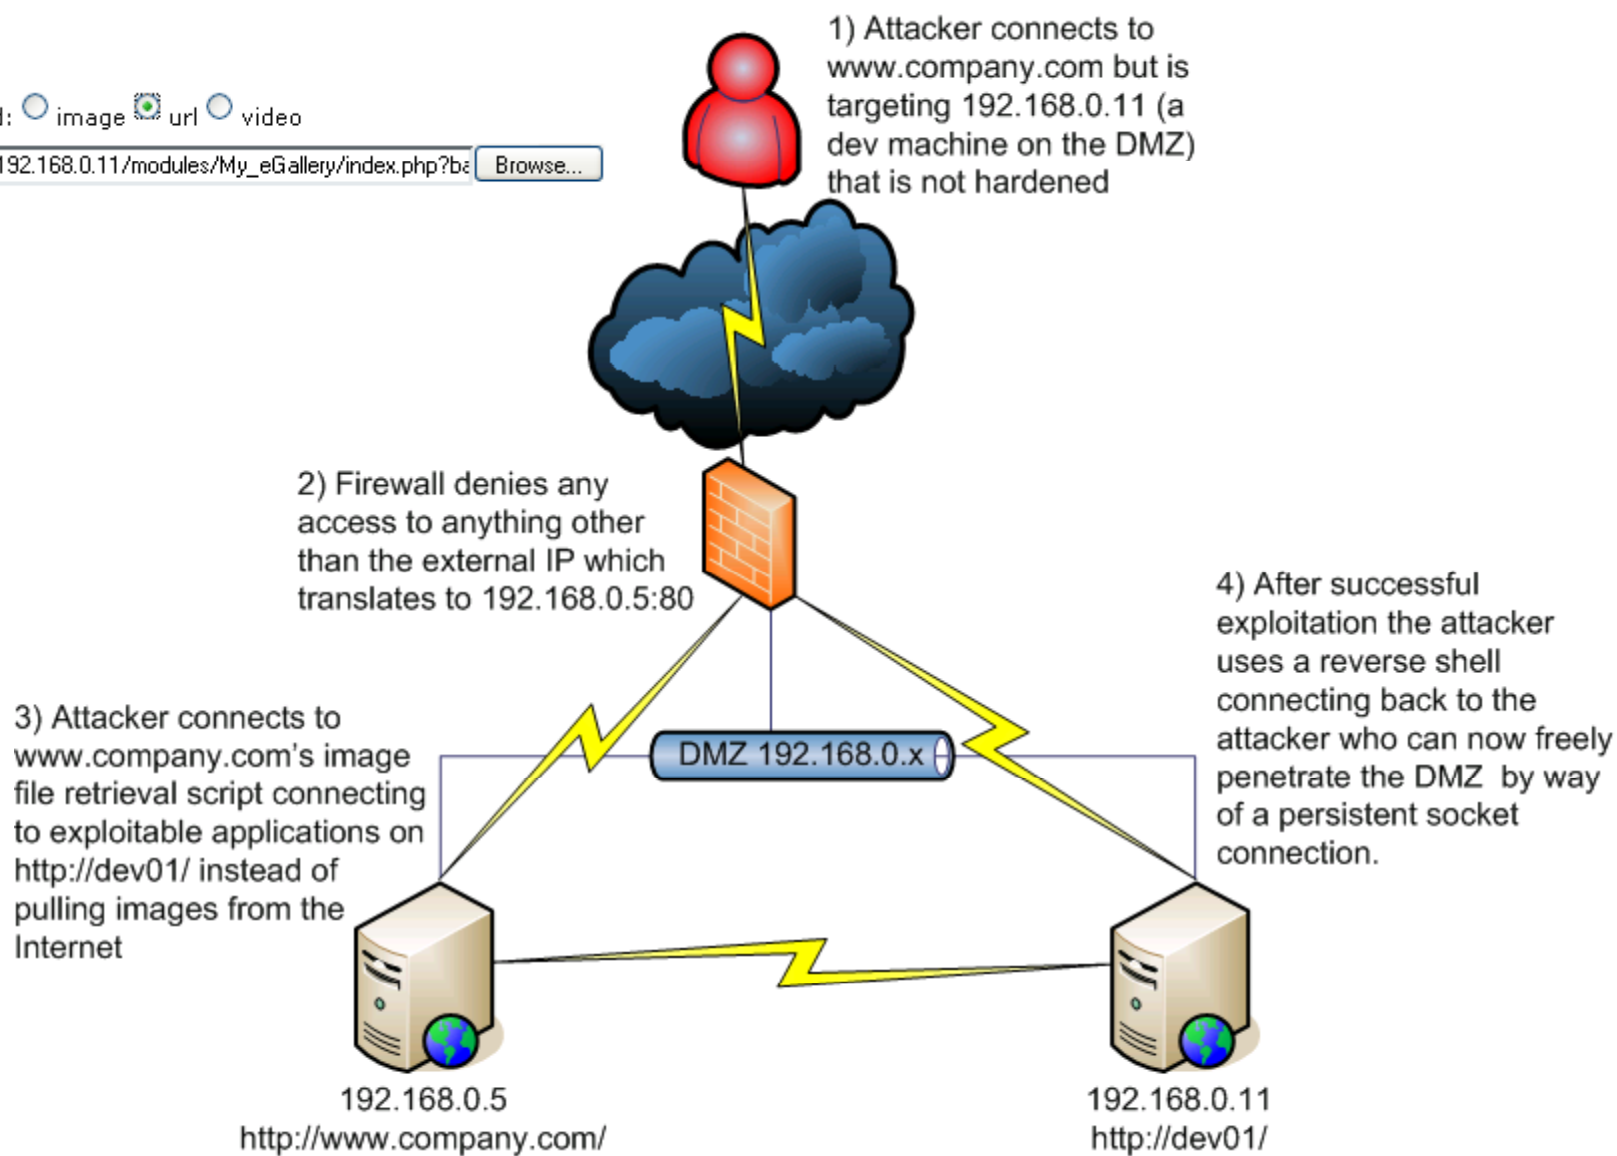 1) Attacker connects to
www.company.com but is
targeting 192.168.0.11 (a
dev machine on the DMZ)
that is not hardened
: image url video
192.168.0.11/modules/My_eGallery/index.php?ba
Browse...
2) Firewall denies any
access to anything other
than the external IP which
translates to 192.168.0.5:80
4) After successful
exploitation the attacker
uses a reverse shell
connecting back to the
attacker who can now freely
penetrate the DMZ by way
of a persistent socket
connection.
3) Attacker connects to
www.company.com's image
file retrieval script connecting
to exploitable applications on
http://dev01/ instead of
pulling images from the
Internet
DMZ 192.168.0.x
192.168.0.5
http://www.company.com/
192.168.0.11
http://dev01/